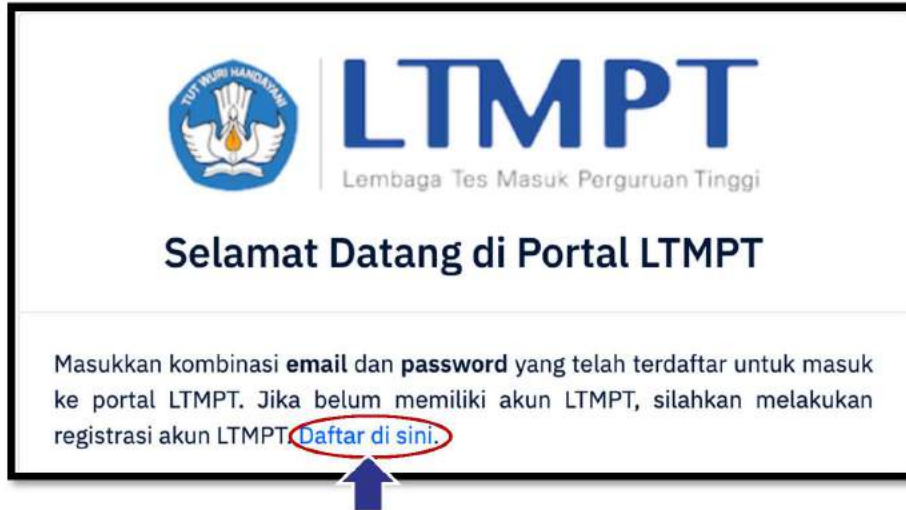 TUT WURI HANDAYANI
LTMPT
Lembaga Tes Masuk Perguruan Tinggi
Selamat Datang di Portal LTMPT
Masukkan kombinasi email dan password yang telah terdaftar untuk masuk
ke portal LTMPT. Jika belum memiliki akun LTMPT, silahkan melakukan
registrasi akun LTMPT. Daftar di sini.